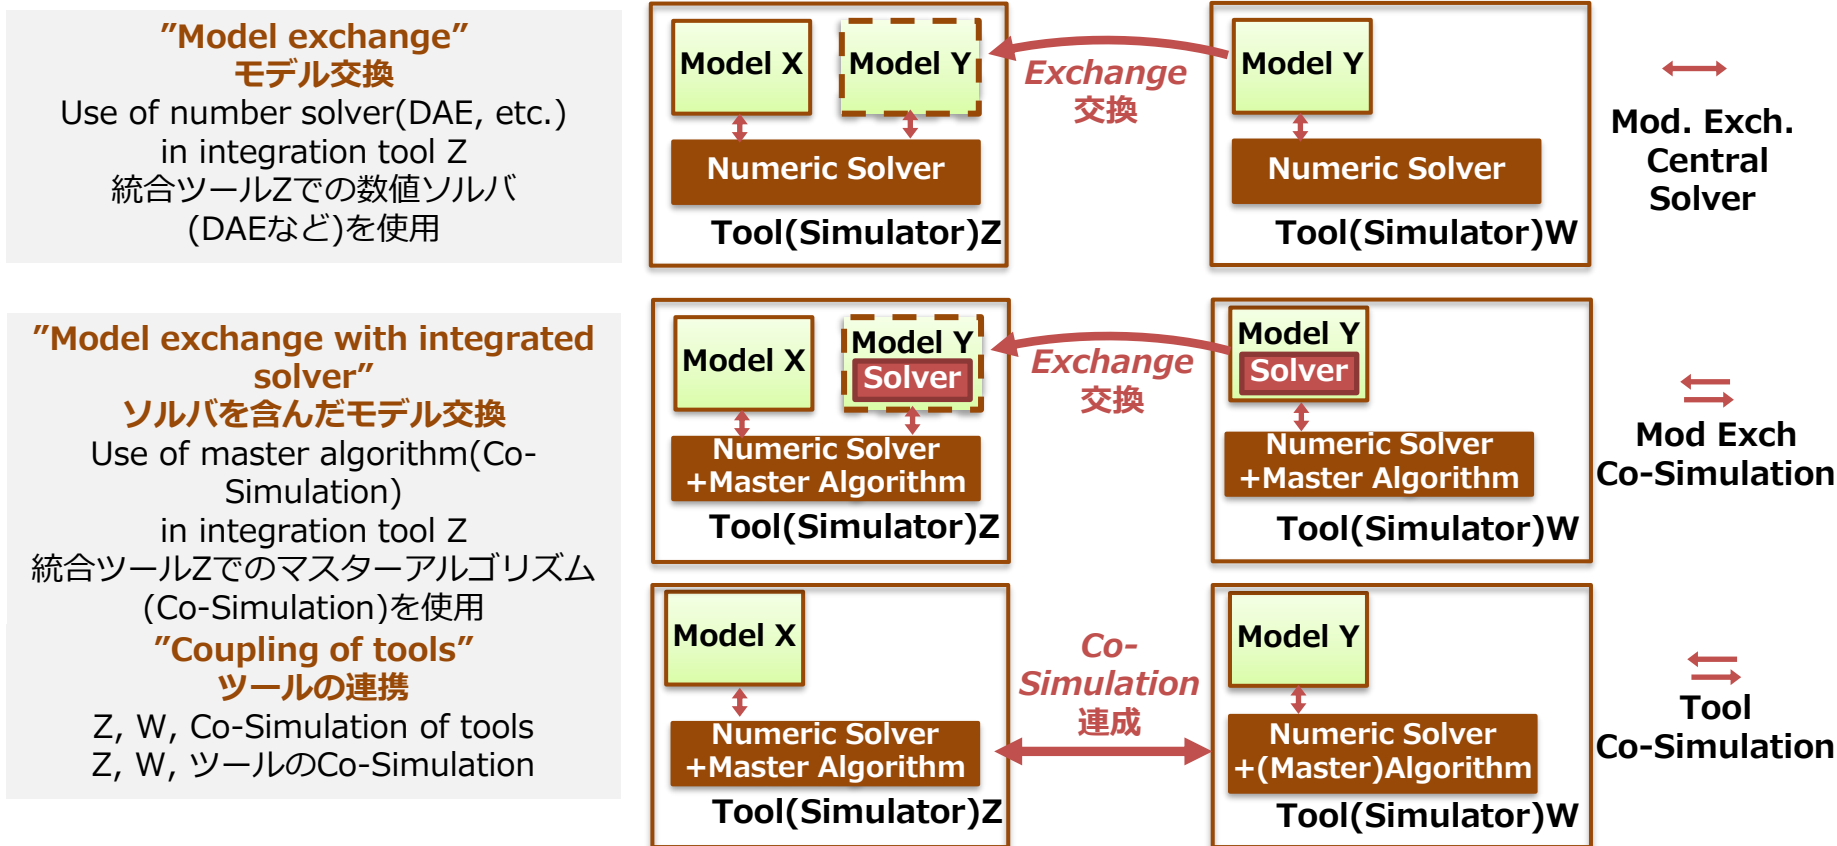 ”Model exchange”
モデル交換
Use of number solver(DAE, etc.)
in integration tool Z
統合ツールZでの数値ソルバ
(DAEなど)を使用
Model X
Model Y
Numeric Solver
Tool(Simulator)Z
Exchange
交換
Model Y
Numeric Solver
Tool(Simulator)W
Mod. Exch.
Central
Solver
”Model exchange with integrated
solver”
ソルバを含んだモデル交換
Use of master algorithm(Co-
Simulation)
in integration tool Z
統合ツールZでのマスターアルゴリズム
(Co-Simulation)を使用
Model X
Model Y
Solver
Numeric Solver
+Master Algorithm
Tool(Simulator)Z
Exchange
交換
Model Y
Solver
Numeric Solver
+Master Algorithm
Tool(Simulator)W
Mod Exch
Co-Simulation
”Coupling of tools”
ツールの連携
Z, W, Co-Simulation of tools
Z, W, ツールのCo-Simulation
Model X
Numeric Solver
+Master Algorithm
Tool(Simulator)Z
Co-
Simulation
連成
Model Y
Numeric Solver
+(Master)Algorithm
Tool(Simulator)W
Tool
Co-Simulation